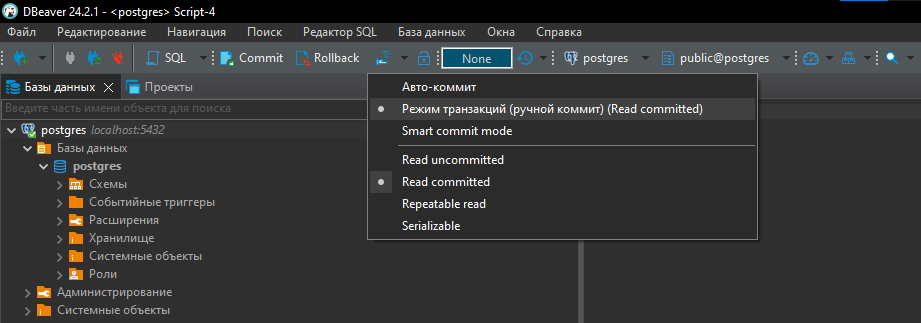 DBeaver 24.2.1 - <postgres> Script-4
Файл Редактирование Навигация Поиск Редактор SQL База данных Окна Справка
SQL Commit Rollback None postgres public@postgres
Базы данных Проекты
Введите часть имени объекта для поиска
postgres localhost:5432
Базы данных
postgres
Схемы
Событийные триггеры
Расширения
Хранилище
Системные объекты
Роли
Администрирование
Системные объекты
Авто-коммит
Режим транзакций (ручной коммит) (Read committed)
Smart commit mode
Read uncommitted
Read committed
Repeatable read
Serializable